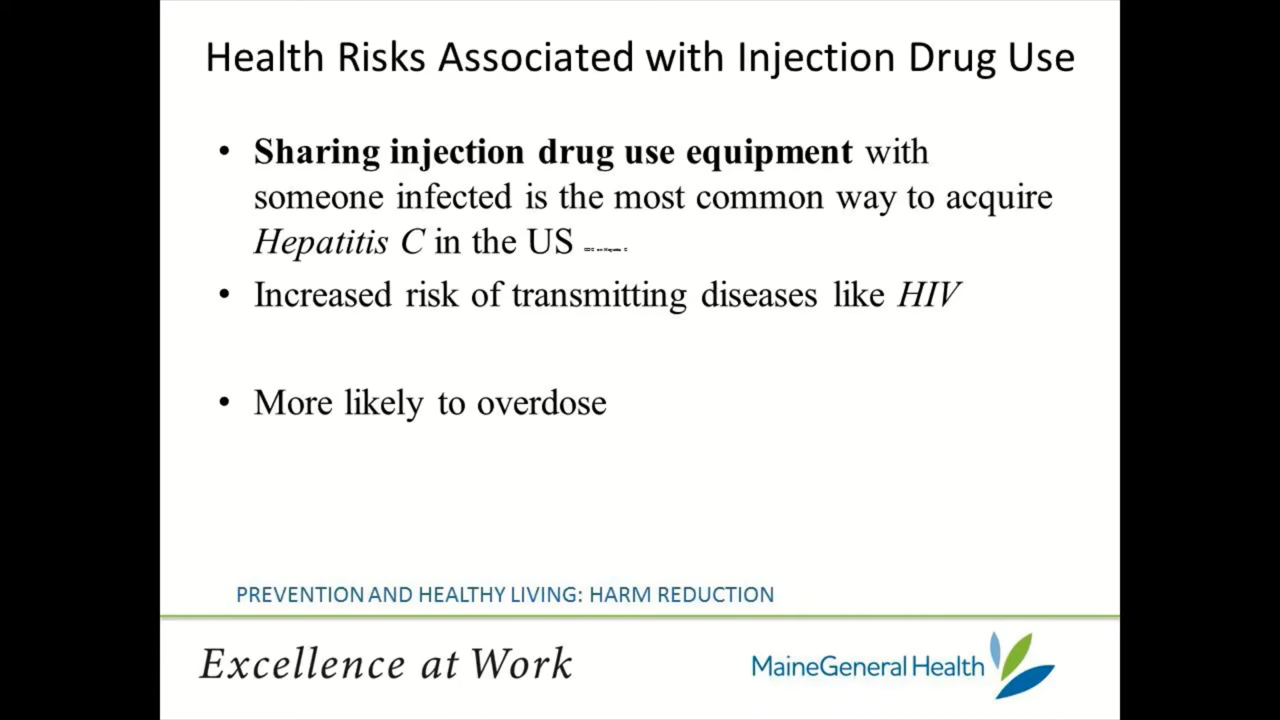 Health Risks Associated with Injection Drug Use
• Sharing injection drug use equipment with
someone infected is the most common way to acquire
Hepatitis C in the US
• Increased risk of transmitting diseases like HIV
• More likely to overdose
PREVENTION AND HEALTHY LIVING: HARM REDUCTION
Excellence at Work
MaineGeneral Health